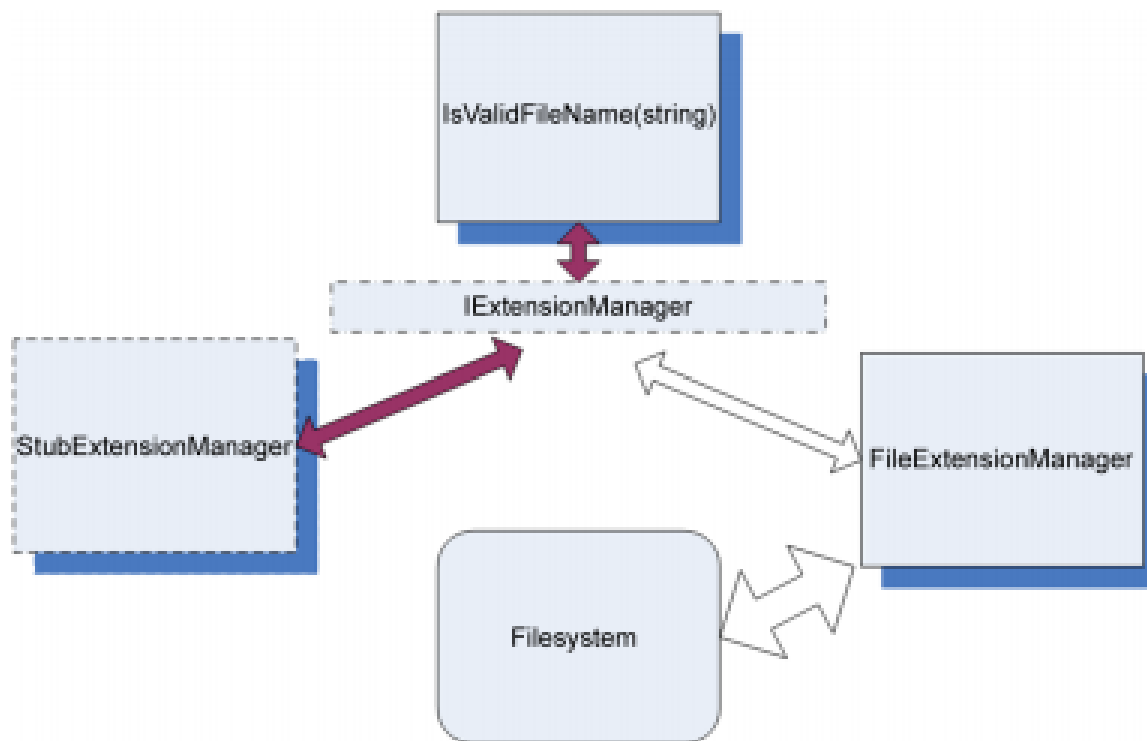 IsValidFileName(string)
IExtensionManager
StubExtensionManager
FileExtensionManager
Filesystem